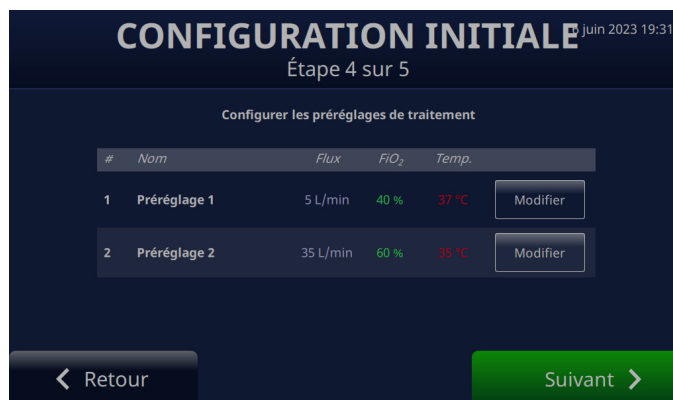 CONFIGURATION INITIALE
juin 2023 19:31
Étape 4 sur 5
Configurer les préréglages de traitement
# Nom Flux FiO₂ Temp.
1 Préréglage 1 5 L/min 40 % 37 °C Modifier
2 Préréglage 2 35 L/min 60 % 35 °C Modifier
Retour Suivant